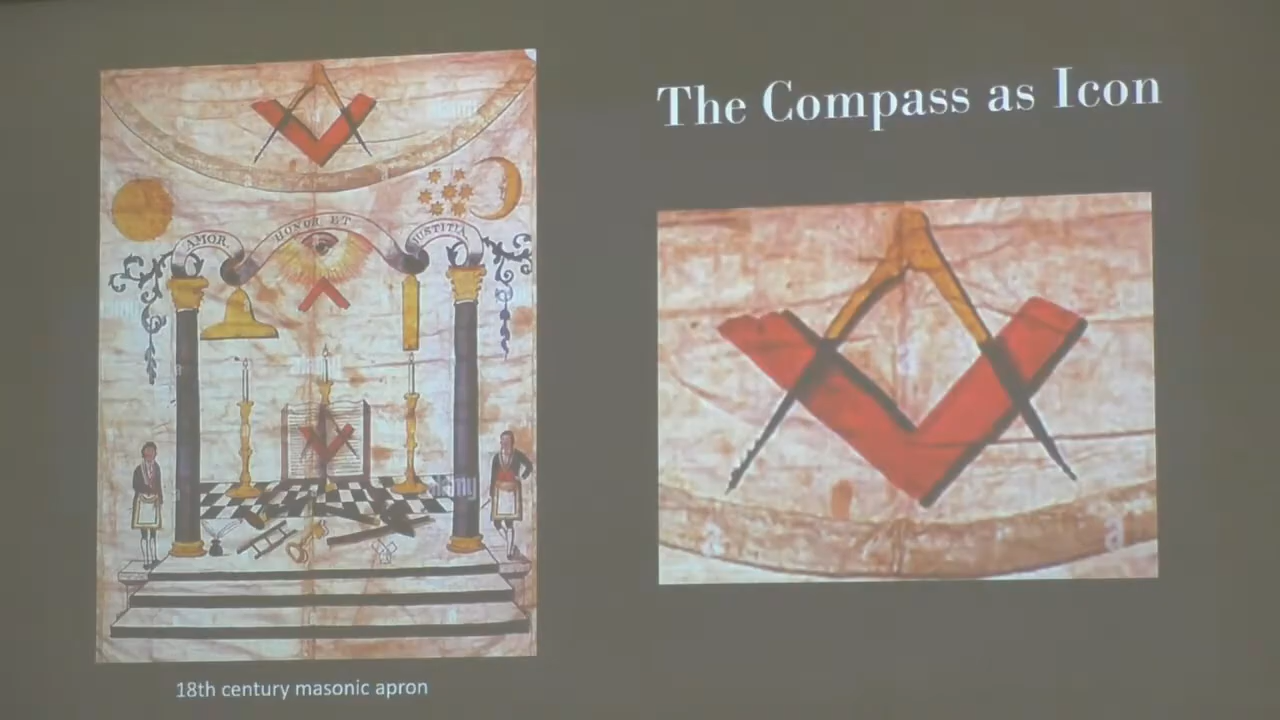 The Compass as Icon
AMOR
HONOR ET
JUSTITIA
18th century masonic apron